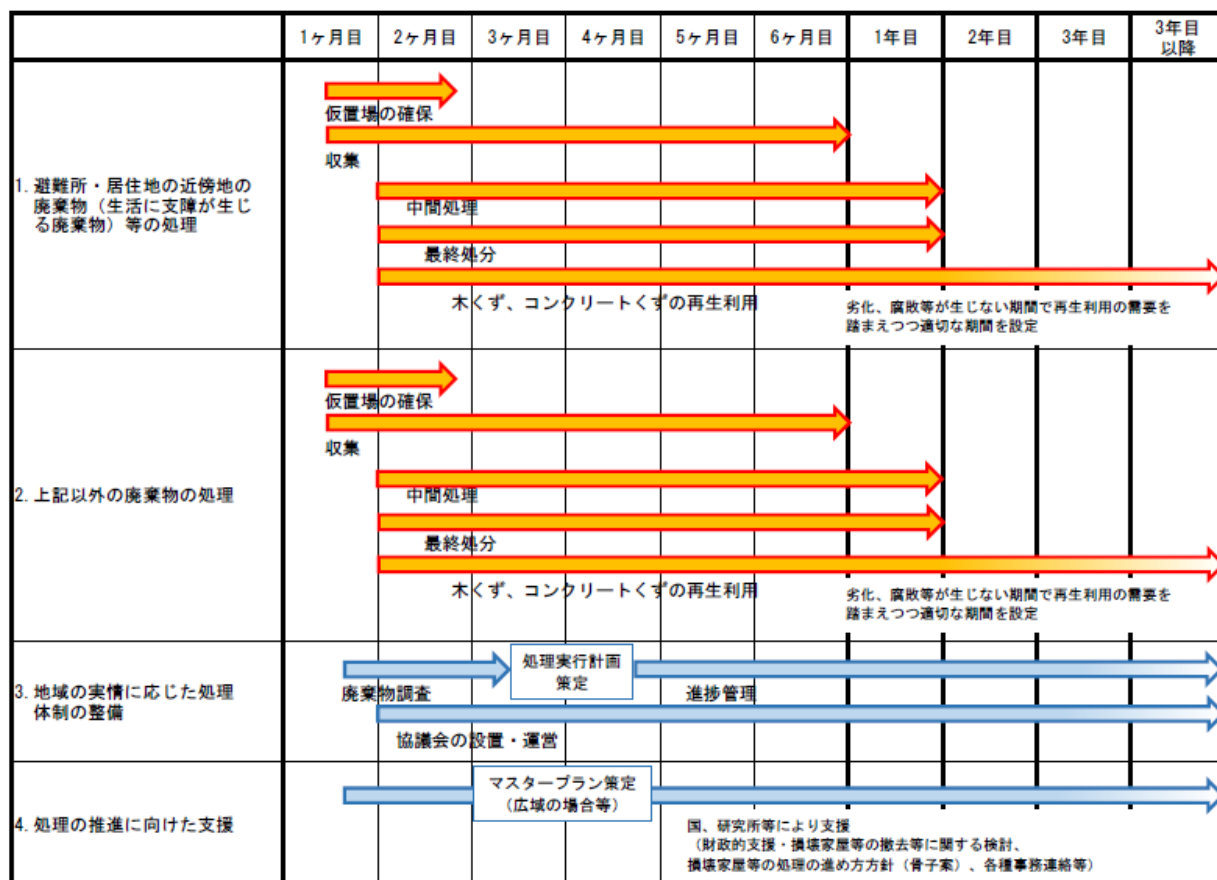 1ヶ月目 2ヶ月目 3ヶ月目 4ヶ月目 5ヶ月目 6ヶ月目 1年目 2年目 3年目 3年目
以降
1. 避難所・居住地の近傍地の
廃棄物（生活に支障が生じ
る廃棄物）等の処理
仮置場の確保
収集
中間処理
最終処分
木くず、コンクリートくずの再生利用
劣化、腐敗等が生じない期間で再生利用の需要を
踏まえつつ適切な期間を設定
2. 上記以外の廃棄物の処理
仮置場の確保
収集
中間処理
最終処分
木くず、コンクリートくずの再生利用
劣化、腐敗等が生じない期間で再生利用の需要を
踏まえつつ適切な期間を設定
3. 地域の実情に応じた処理
体制の整備
処理実行計画
策定
廃棄物調査
進捗管理
協議会の設置・運営
4. 処理の推進に向けた支援
マスタープラン策定
（広域の場合等）
国、研究所等により支援
（財政的支援・損壊家屋等の撤去等に関する検討、
損壊家屋等の処理の進め方方針（骨子案）、各種事務連絡等）